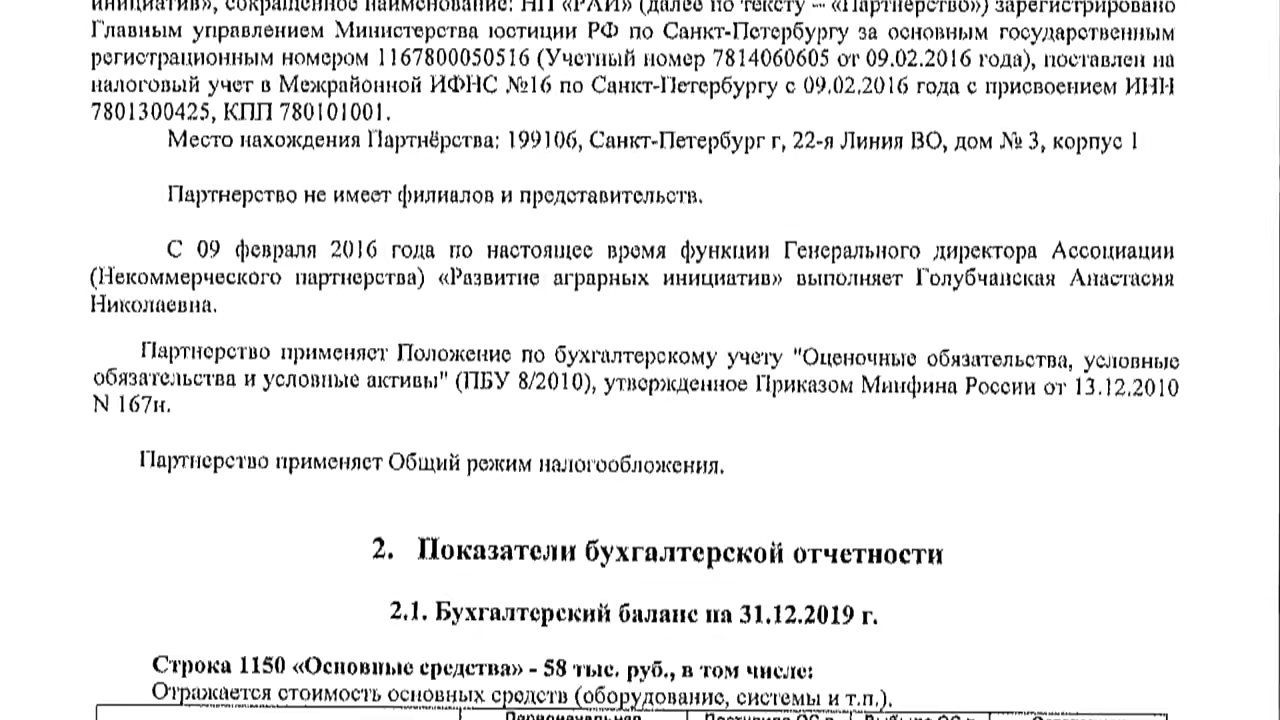 инициатив», сокращенное наименование: НП «РАИ» (далее по тексту – «Партнерство») зарегистрировано
Главным управлением Министерства юстиции РФ по Санкт-Петербургу за основным государственным
регистрационным номером 1167800050516 (Учетный номер 7814060605 от 09.02.2016 года), поставлен на
налоговый учет в Межрайонной ИФНС №16 по Санкт-Петербургу с 09.02.2016 года с присвоением ИНН
7801300425, КПП 780101001.
Место нахождения Партнёрства: 199106, Санкт-Петербург г, 22-я Линия ВО, дом № 3, корпус 1
Партнерство не имеет филиалов и представительств.
С 09 февраля 2016 года по настоящее время функции Генерального директора Ассоциации
(Некоммерческого партнерства) «Развитие аграрных инициатив» выполняет Голубчанская Анастасия
Николаевна.
Партнерство применяет Положение по бухгалтерскому учету "Оценочные обязательства, условные
обязательства и условные активы" (ПБУ 8/2010), утвержденное Приказом Минфина России от 13.12.2010
N 167н.
Партнерство применяет Общий режим налогообложения.
2. Показатели бухгалтерской отчетности
2.1. Бухгалтерский баланс на 31.12.2019 г.
Строка 1150 «Основные средства» - 58 тыс. руб., в том числе:
Отражается стоимость основных средств (оборудование, системы и т.п.).